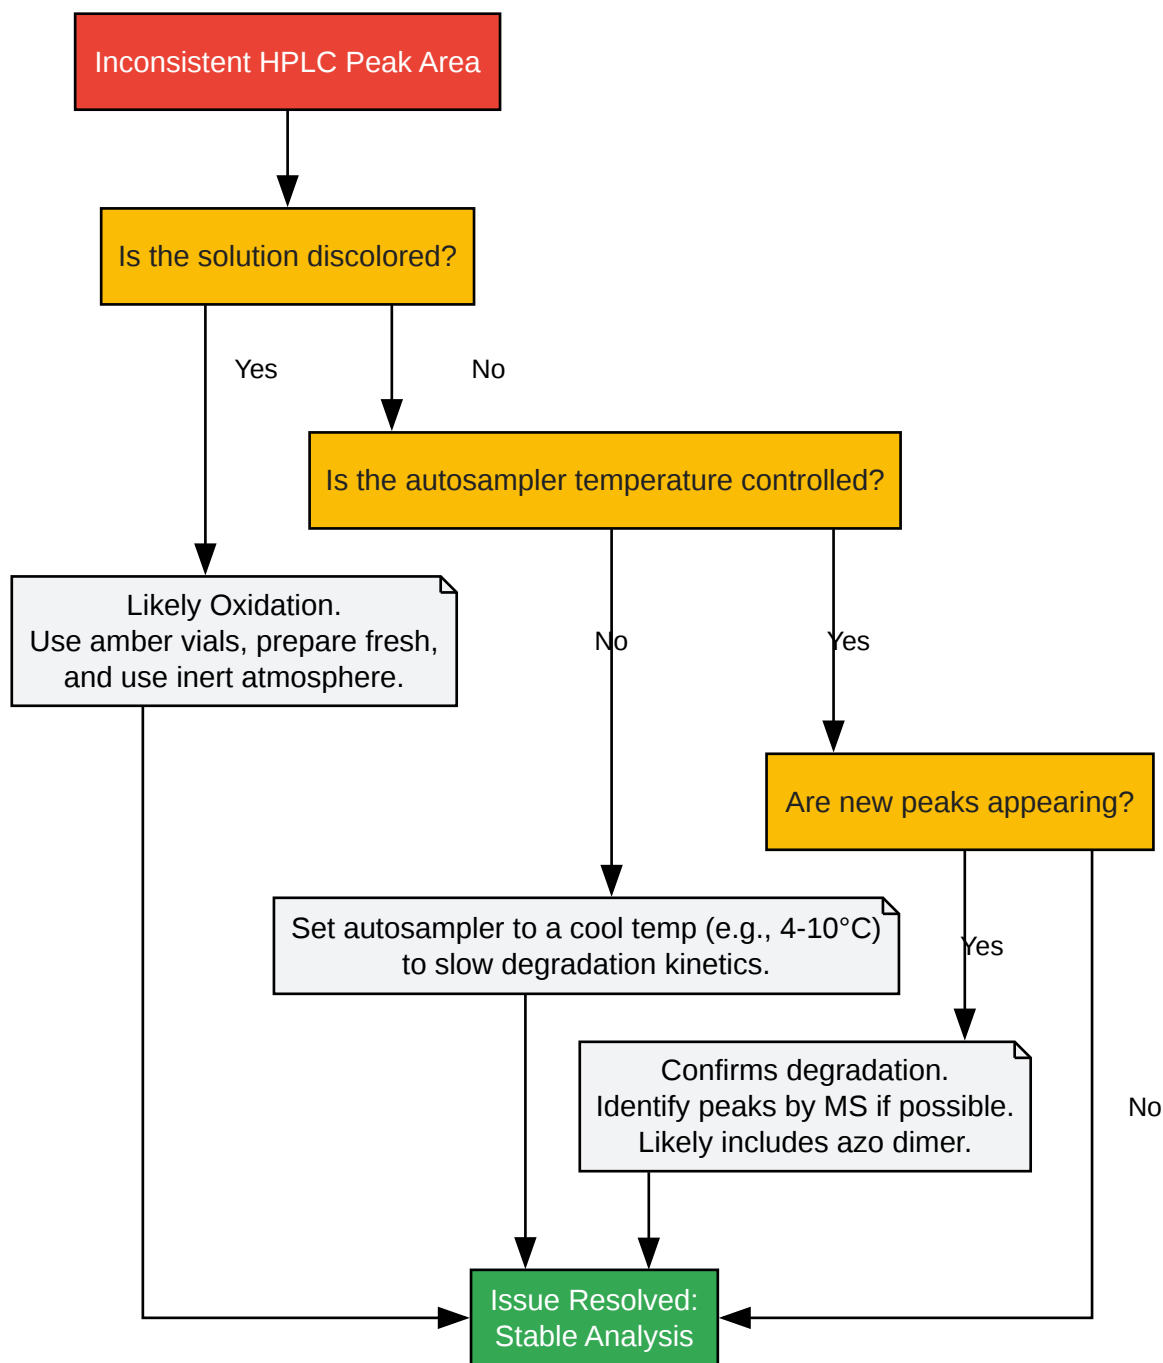 Inconsistent HPLC Peak Area
Is the solution discolored?
Yes
No
Is the autosampler temperature controlled?
Likely Oxidation.
Use amber vials, prepare fresh,
and use inert atmosphere.
No
Yes
Are new peaks appearing?
Set autosampler to a cool temp (e.g., 4-10°C)
to slow degradation kinetics.
Yes
Confirms degradation.
Identify peaks by MS if possible.
Likely includes azo dimer.
No
Issue Resolved:
Stable Analysis